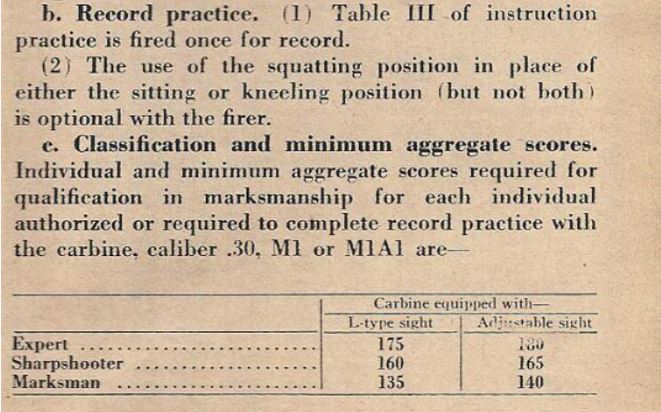 b. Record practice. (1) Table III of instruction
practice is fired once for record.
(2) The use of the squatting position in place of
either the sitting or kneeling position (but not both)
is optional with the firer.
c. Classification and minimum aggregate scores.
Individual and minimum aggregate scores required for
qualification in marksmanship for each individual
authorized or required to complete record practice with
the carbine, caliber .30, M1 or M1A1 are—
Carbine equipped with—
L-type sight Adjustable sight
Expert .......................... 175 180
Sharpshooter .................... 160 165
Marksman ...................... 135 140